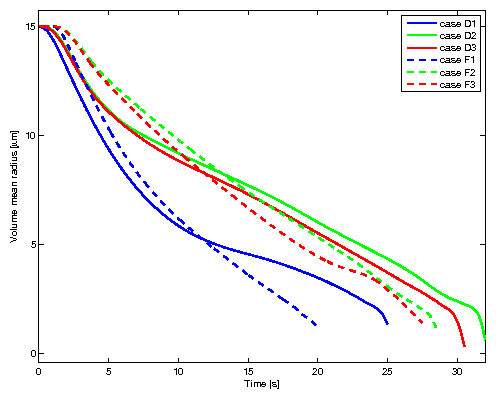 case D1
case D2
case D3
case F1
case F2
case F3
15
10
5
0
Volume mean radius [µm]
0 5 10 15 20 25 30
Time [s]